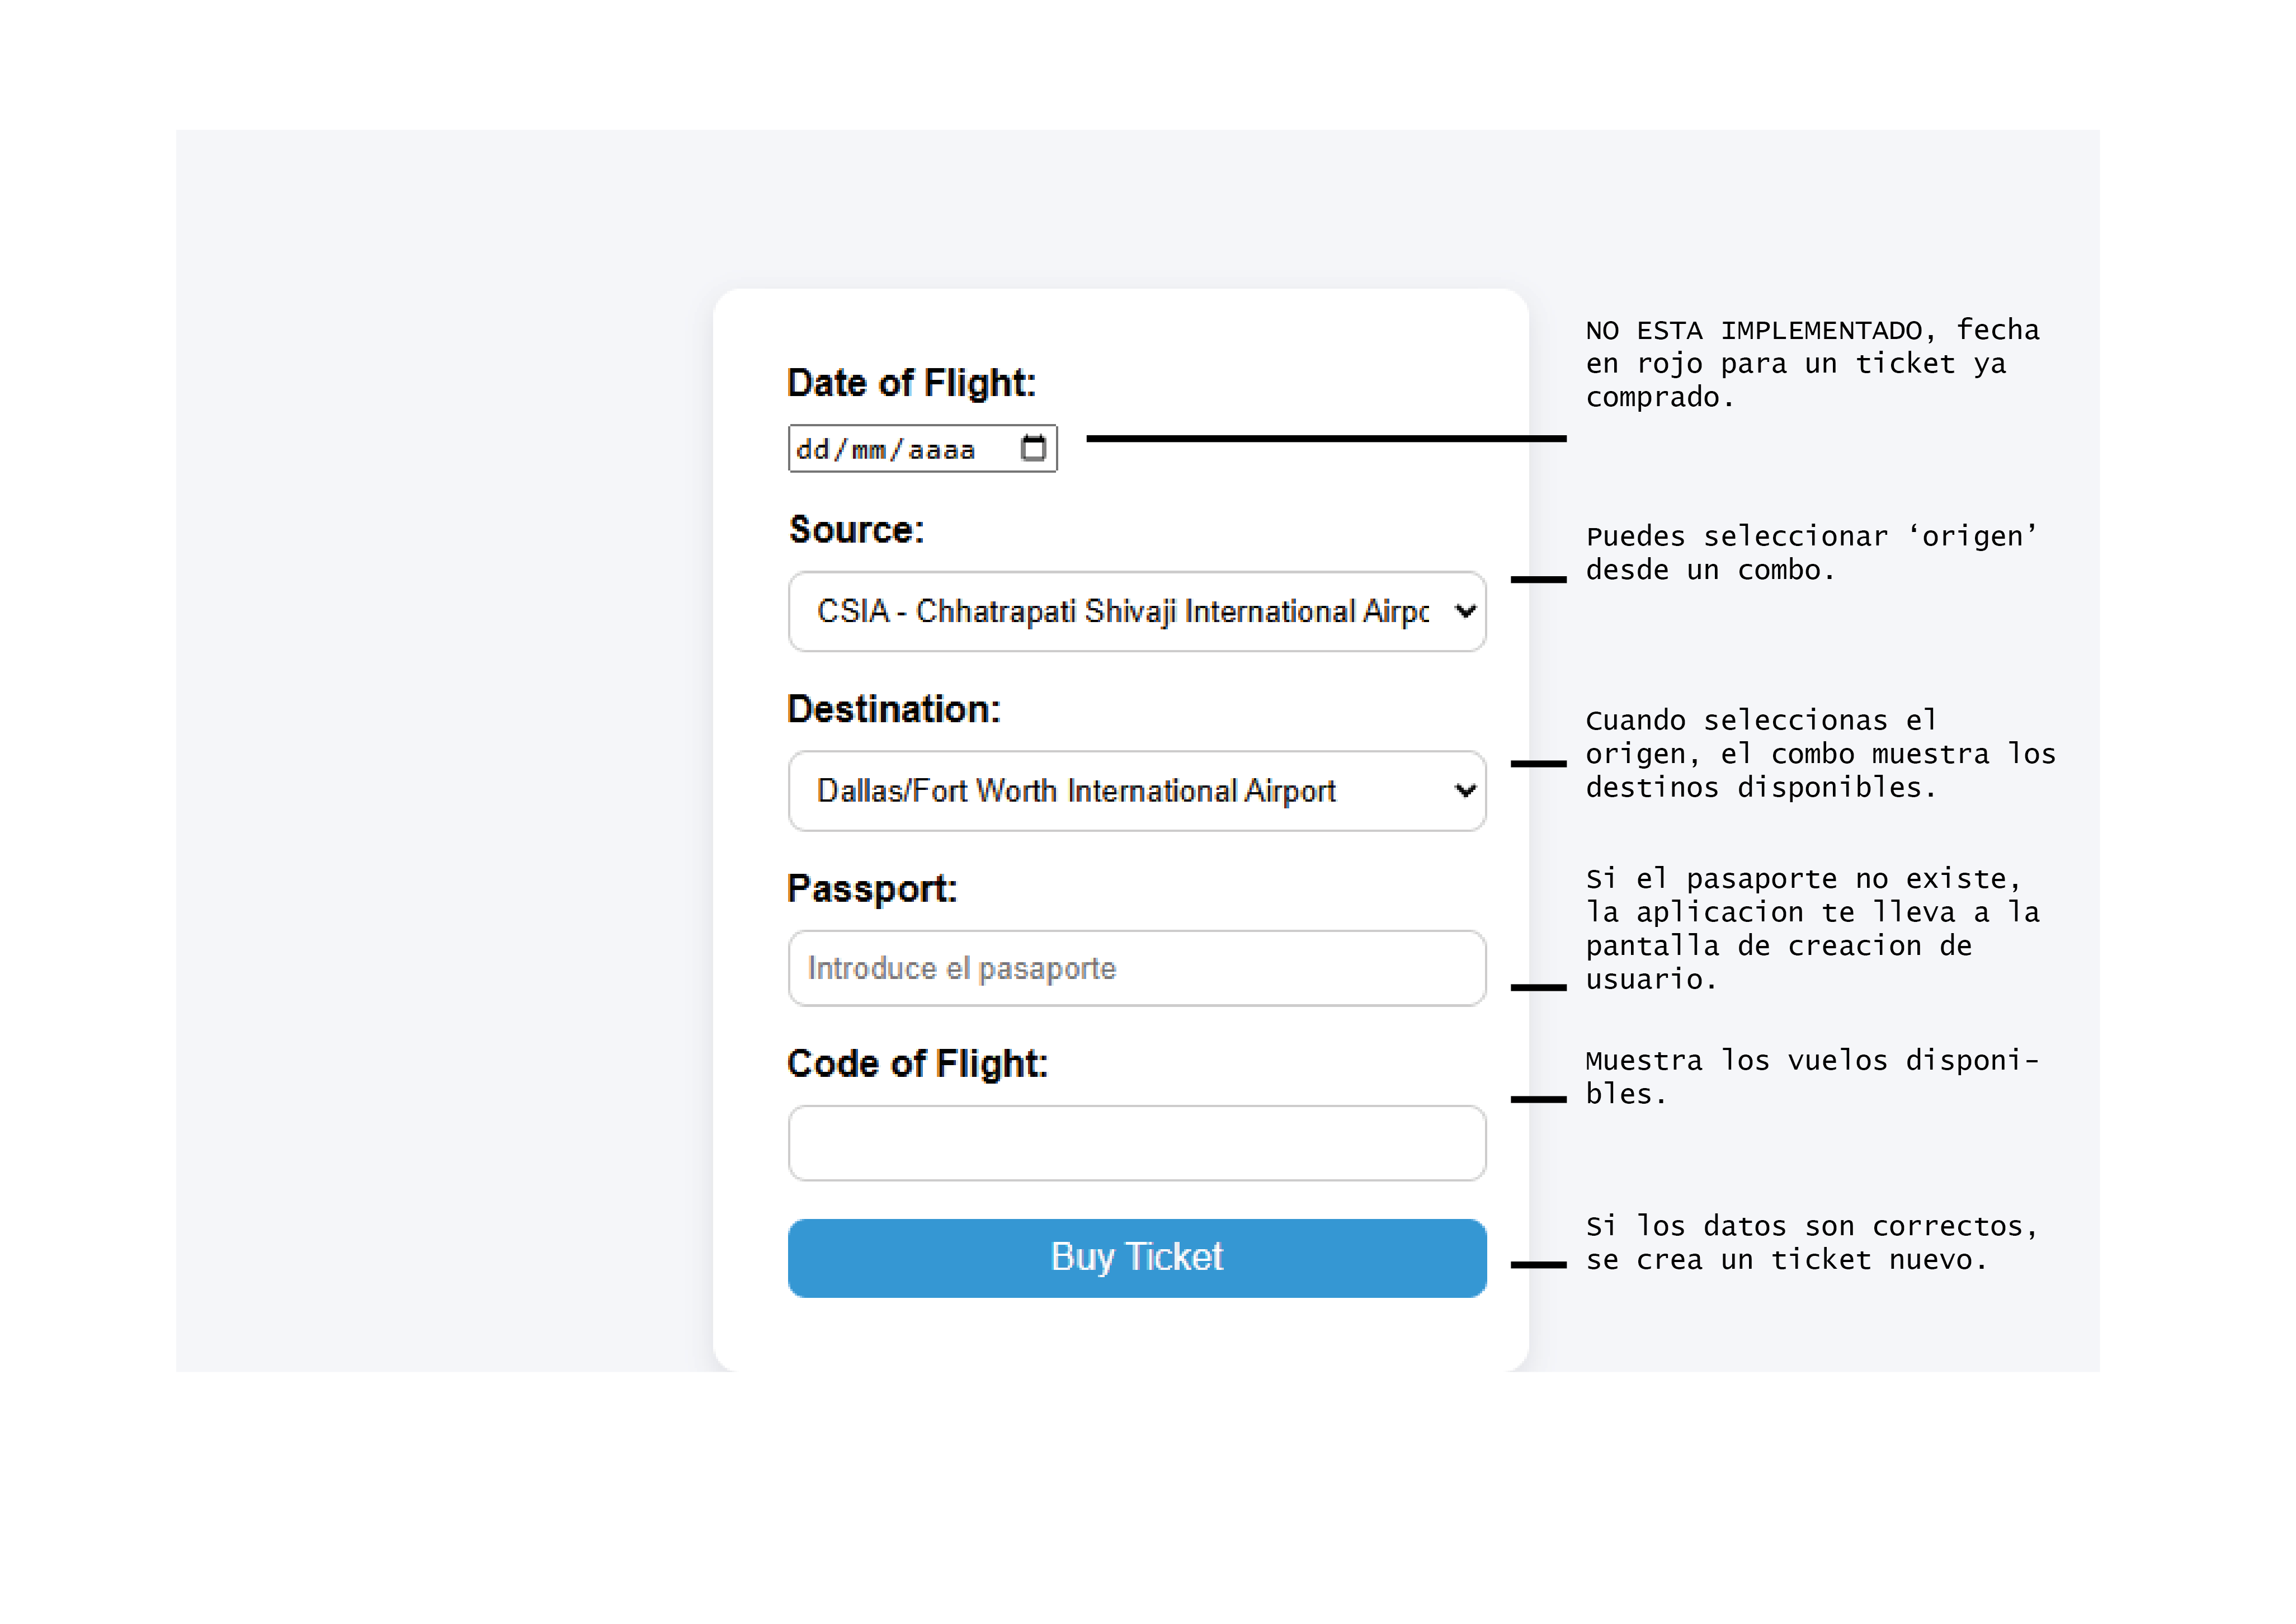 Date of Flight:
dd/mm/aaaa
Source:
CSIA - Chhatrapati Shivaji International Airpc
Destination:
Dallas/Fort Worth International Airport
Passport:
Introduce el pasaporte
Code of Flight:
Buy Ticket
NO ESTA IMPLEMENTADO, fecha
en rojo para un ticket ya
comprado.
Puedes seleccionar ‘origen’
desde un combo.
Cuando seleccionas el
origen, el combo muestra los
destinos disponibles.
Si el pasaporte no existe,
la aplicacion te lleva a la
pantalla de creacion de
usuario.
Muestra los vuelos disponi-
bles.
Si los datos son correctos,
se crea un ticket nuevo.